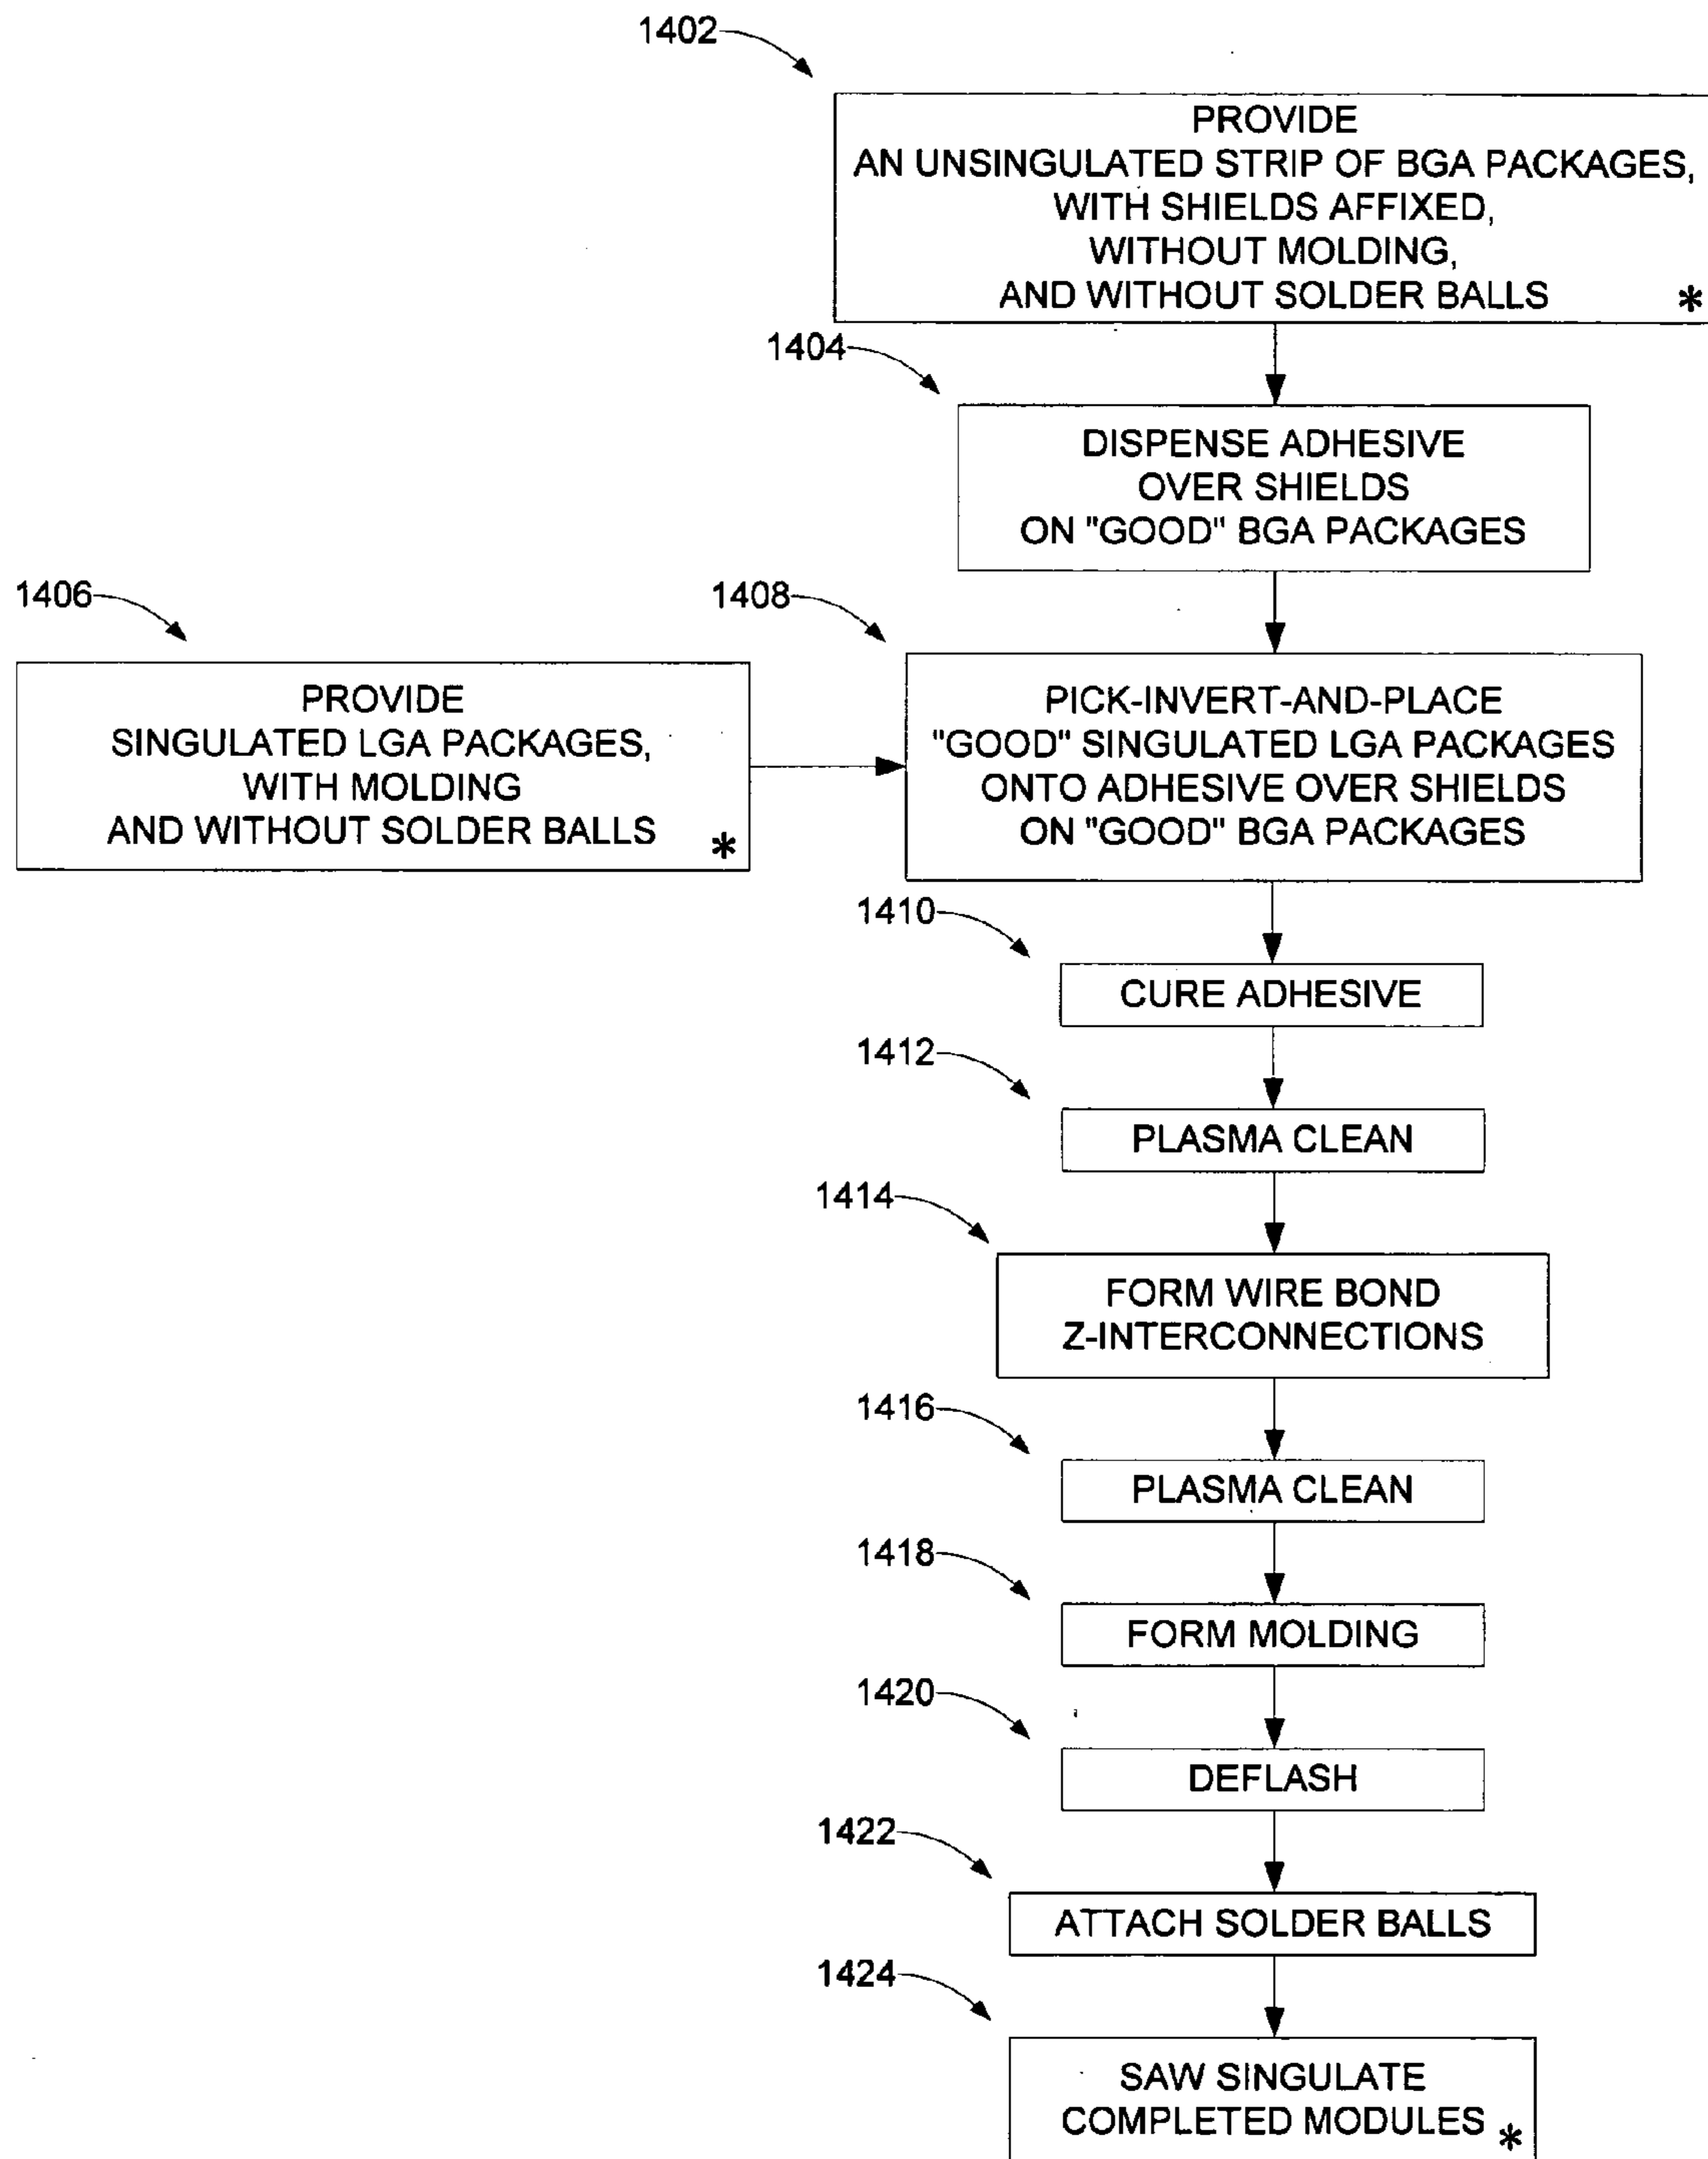 1402
PROVIDE
AN UNSINGULATED STRIP OF BGA PACKAGES,
WITH SHIELDS AFFIXED,
WITHOUT MOLDING,
AND WITHOUT SOLDER BALLS *
1404
DISPENSE ADHESIVE
OVER SHIELDS
ON "GOOD" BGA PACKAGES
1406
PROVIDE
SINGULATED LGA PACKAGES,
WITH MOLDING
AND WITHOUT SOLDER BALLS *
1408
PICK-INVERT-AND-PLACE
"GOOD" SINGULATED LGA PACKAGES
ONTO ADHESIVE OVER SHIELDS
ON "GOOD" BGA PACKAGES
1410
CURE ADHESIVE
1412
PLASMA CLEAN
1414
FORM WIRE BOND
Z-INTERCONNECTIONS
1416
PLASMA CLEAN
1418
FORM MOLDING
1420
DEFLASH
1422
ATTACH SOLDER BALLS
1424
SAW SINGULATE
COMPLETED MODULES *